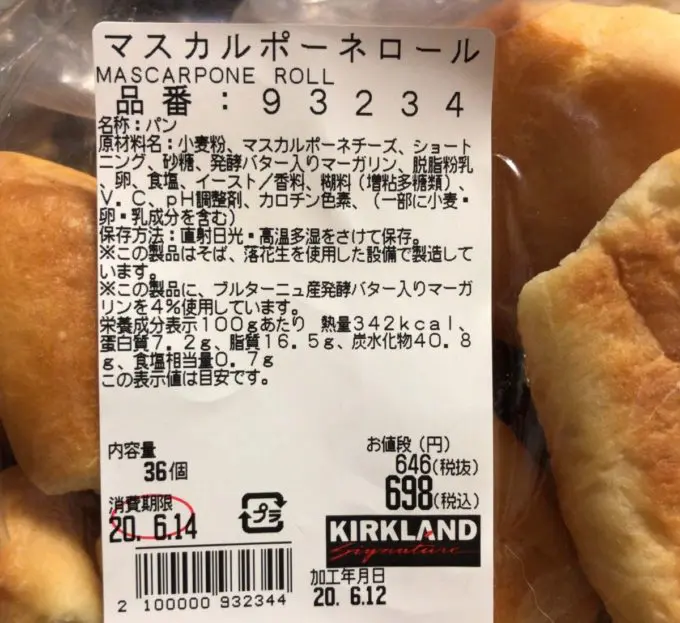 マスカルポーネロール
MASCARPONE ROLL
品番：93234
名称：パン
原材料名：小麦粉、マスカルポーネチーズ、ショート
ニング、砂糖、発酵バター入りマーガリン、脱脂粉乳
、卵、食塩、イースト／香料、糊料（増粘多糖類）、
V．C、pH調整剤、カロチン色素、（一部に小麦・
卵・乳成分を含む）
保存方法：直射日光・高温多湿をさけて保存。
※この製品はそば、落花生を使用した設備で製造して
います。
※この製品に、ブルターニュ産発酵バター入りマーガ
リンを4％使用しています。
栄養成分表示100gあたり　熱量342kcal、
蛋白質7．2g、脂質16．5g、炭水化物40．8
g、食塩相当量0．7g
この表示値は目安です。
内容量
36個
お値段（円）
646(税抜)
698(税込)
消費期限
20. 6.14
プラ
KIRKLAND
Signature
2 100000 932344
加工年月日
20. 6.12